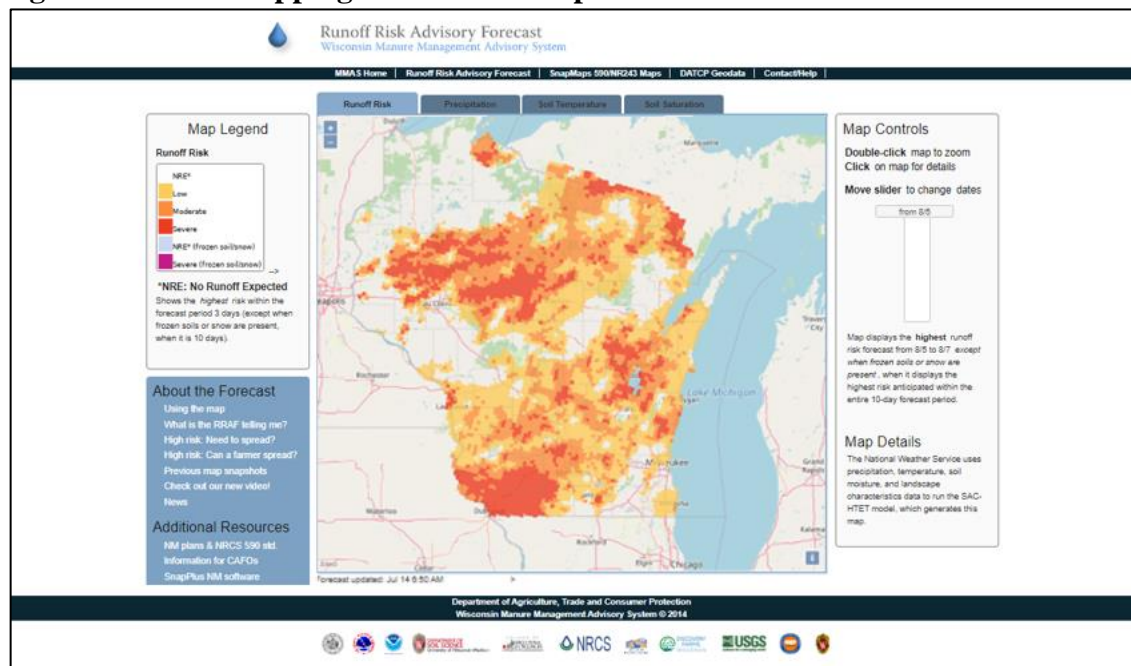 Runoff Risk Advisory Forecast
Wisconsin Manure Management Advisory System
MMAS Home | Runoff Risk Advisory Forecast | SnapMaps 590/NR243 Maps | DATCP Geodata | Contact/Help |
Runoff Risk
Precipitation
Soil Temperature
Soil Saturation
Map Legend
Runoff Risk
NRE*
Low
Moderate
Severe
NRE* (frozen soil/snow)
Severe (frozen soil/snow)
-->
*NRE: No Runoff Expected
Shows the highest risk within the
forecast period 3 days (except when
frozen soils or snow are present,
when it is 10 days).
About the Forecast
Using the map
What is the RRAF telling me?
High risk: Need to spread?
High risk: Can a farmer spread?
Previous map snapshots
Check out our new video!
News
Additional Resources
NM plans & NRCS 590 std.
Information for CAFOs
SnapPlus NM software
+
−
Duluth
Marquette
Rochester
Lake Michigan
Milwaukee
Waterloo
Rockford
Elgin
Chicago
Grand
Rapids
Travers
City
Kalama
i
Forecast updated: Jul 14 6:50 AM
>
Map Controls
Double-click map to zoom
Click on map for details
Move slider to change dates
from 8/5
Map displays the highest runoff
risk forecast from 8/5 to 8/7 except
when frozen soils or snow are
present, when it displays the
highest risk anticipated within the
entire 10-day forecast period.
Map Details
The National Weather Service uses
precipitation, temperature, soil
moisture, and landscape
characteristics data to run the SAC-
HTET model, which generates this
map.
Department of Agriculture, Trade and Consumer Protection
Wisconsin Manure Management Advisory System © 2014
NRCS
USGS